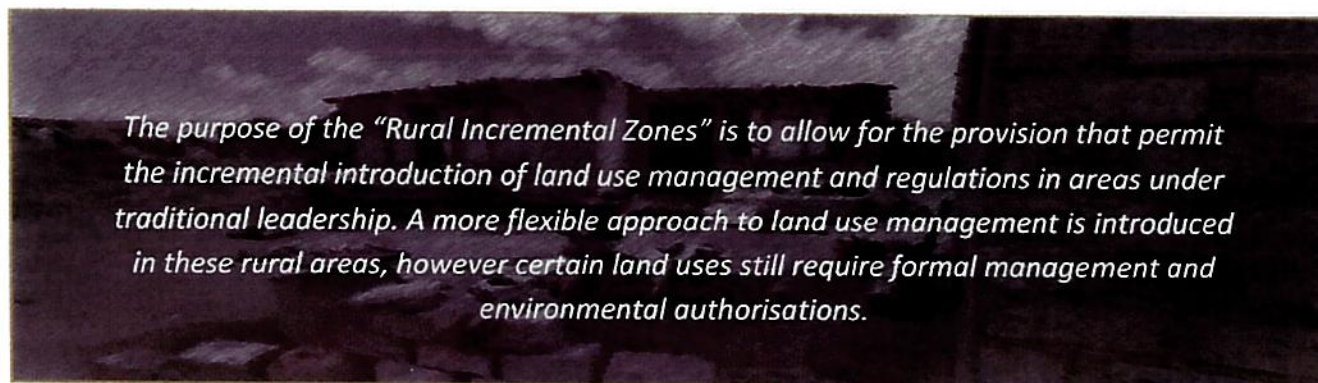 The purpose of the “Rural Incremental Zones” is to allow for the provision that permit
the incremental introduction of land use management and regulations in areas under
traditional leadership. A more flexible approach to land use management is introduced
in these rural areas, however certain land uses still require formal management and
environmental authorisations.